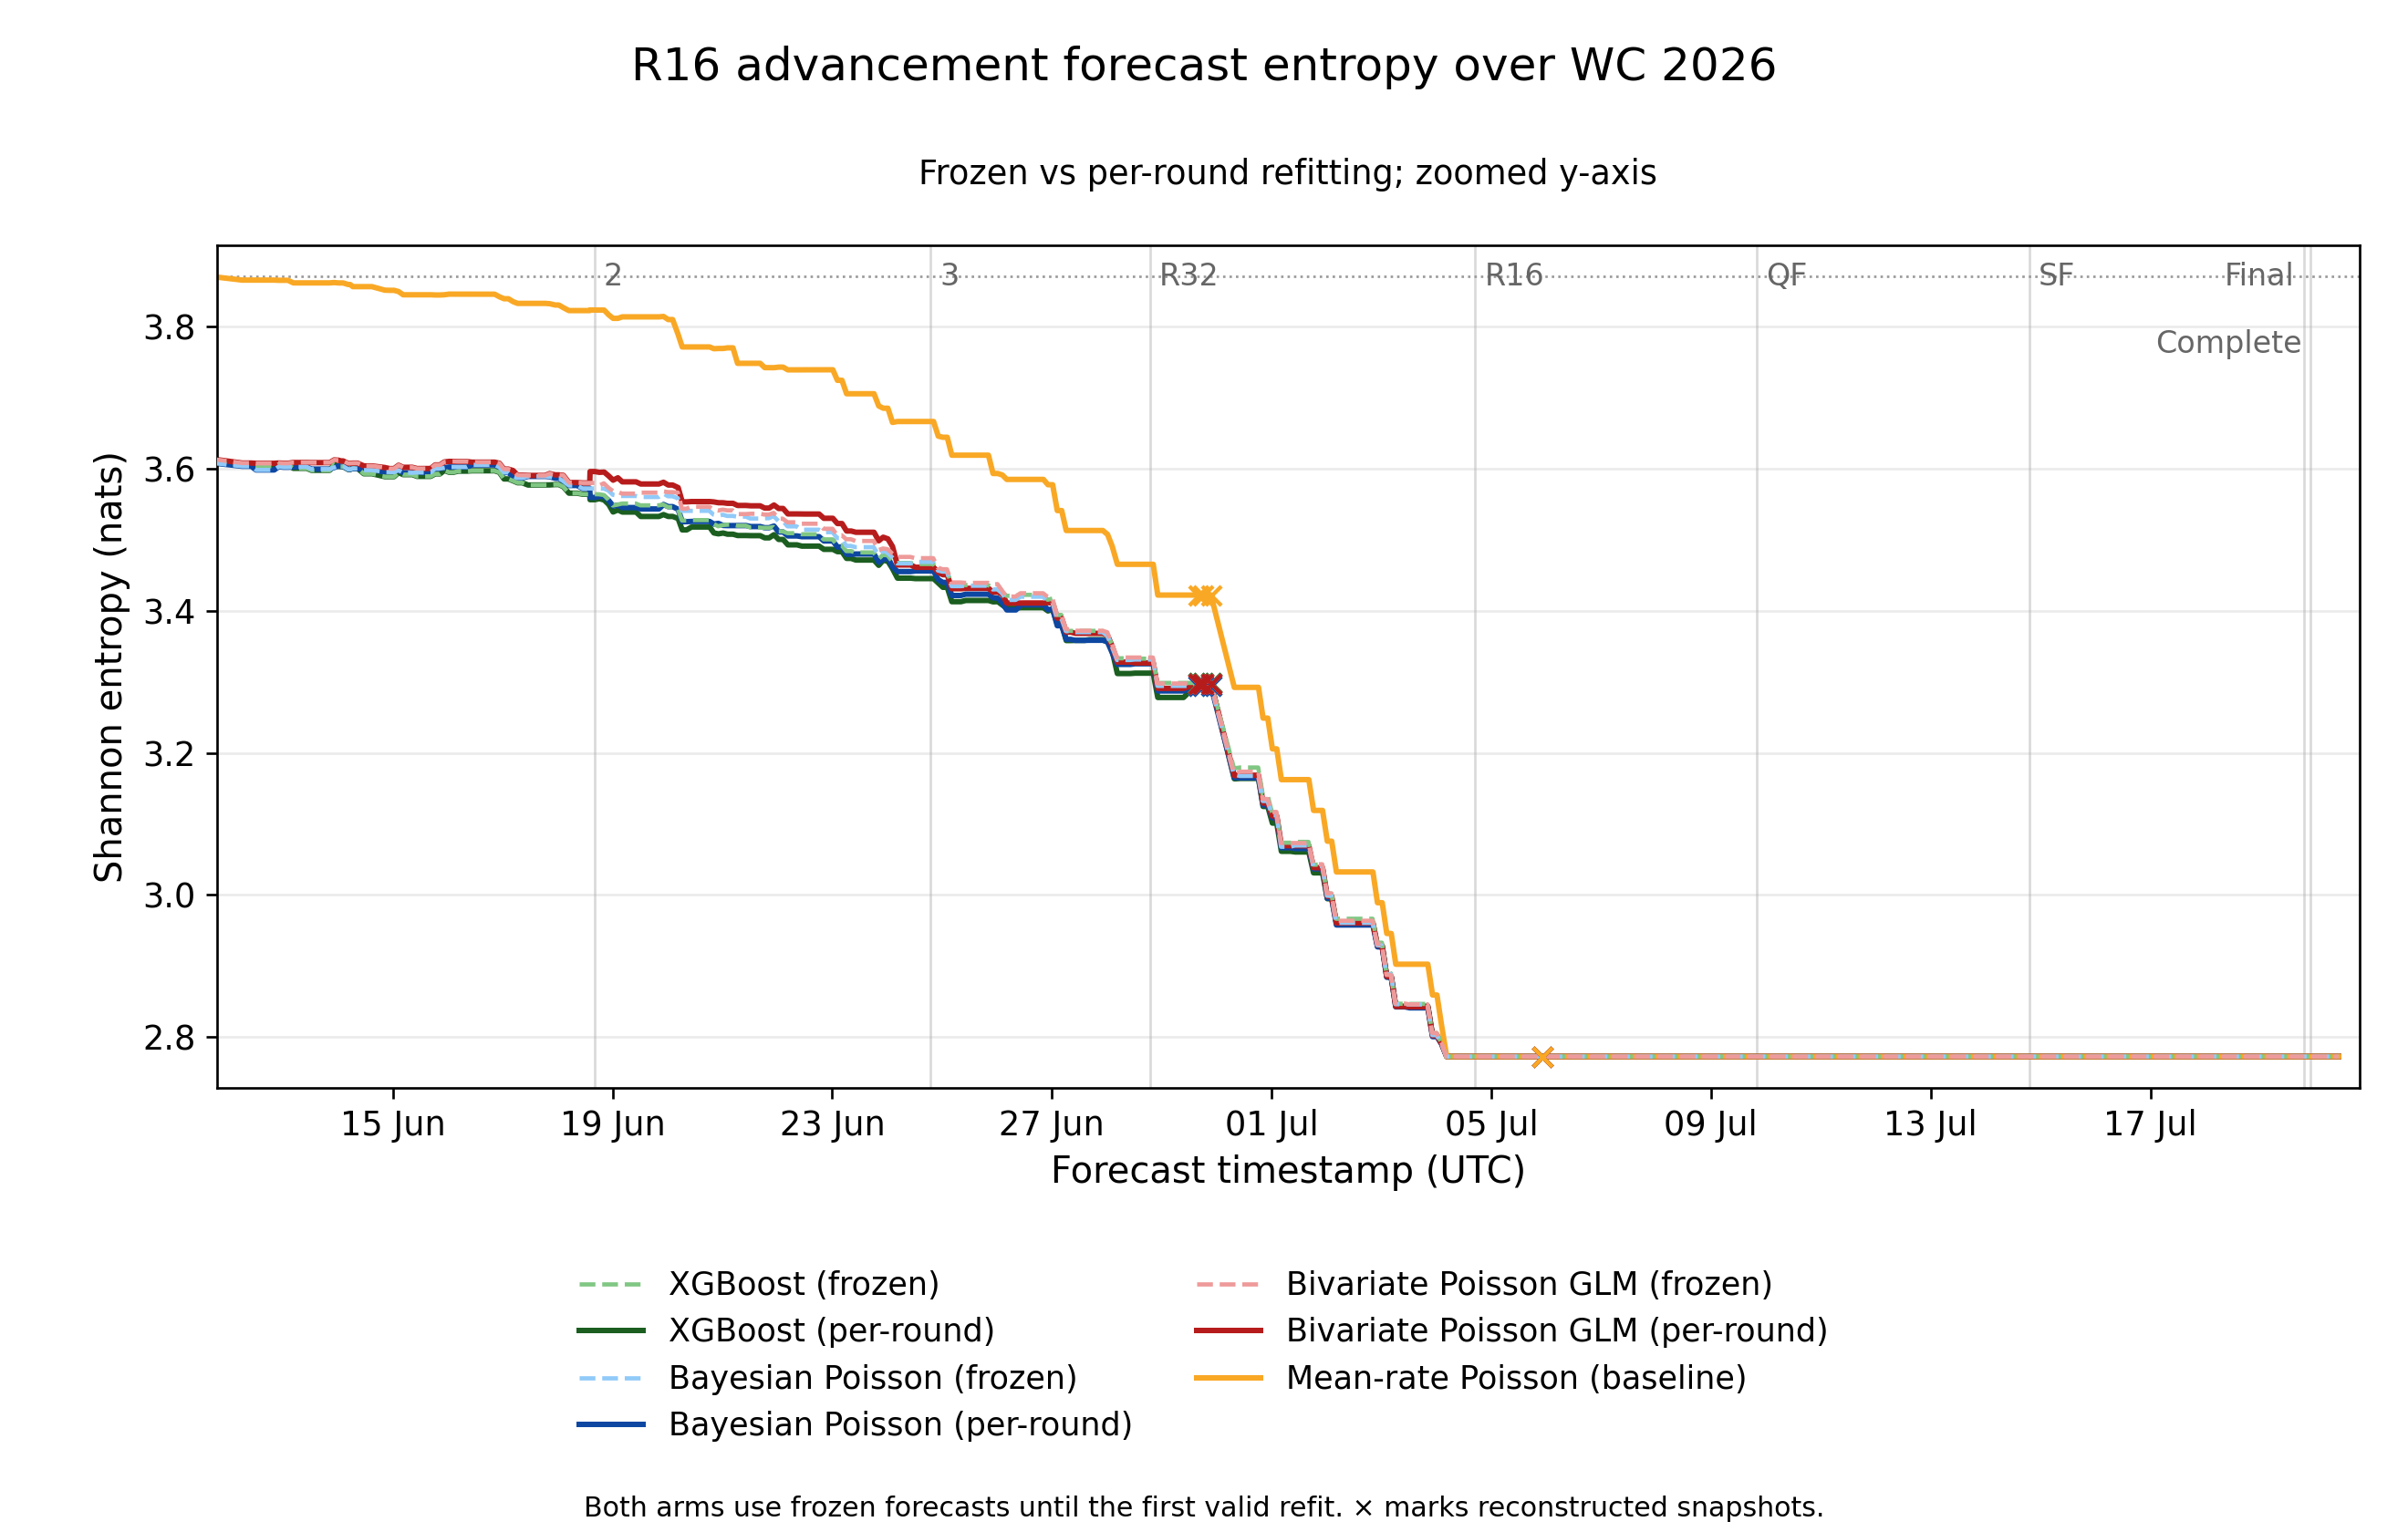 R16 advancement forecast entropy over WC 2026
Frozen vs per-round refitting; zoomed y-axis
2
3
R32
R16
QF
SF
Final
Complete
3.8
3.6
3.4
3.2
3.0
2.8
Shannon entropy (nats)
15 Jun
19 Jun
23 Jun
27 Jun
01 Jul
05 Jul
09 Jul
13 Jul
17 Jul
Forecast timestamp (UTC)
XGBoost (frozen)
XGBoost (per-round)
Bayesian Poisson (frozen)
Bayesian Poisson (per-round)
Bivariate Poisson GLM (frozen)
Bivariate Poisson GLM (per-round)
Mean-rate Poisson (baseline)
Both arms use frozen forecasts until the first valid refit. × marks reconstructed snapshots.